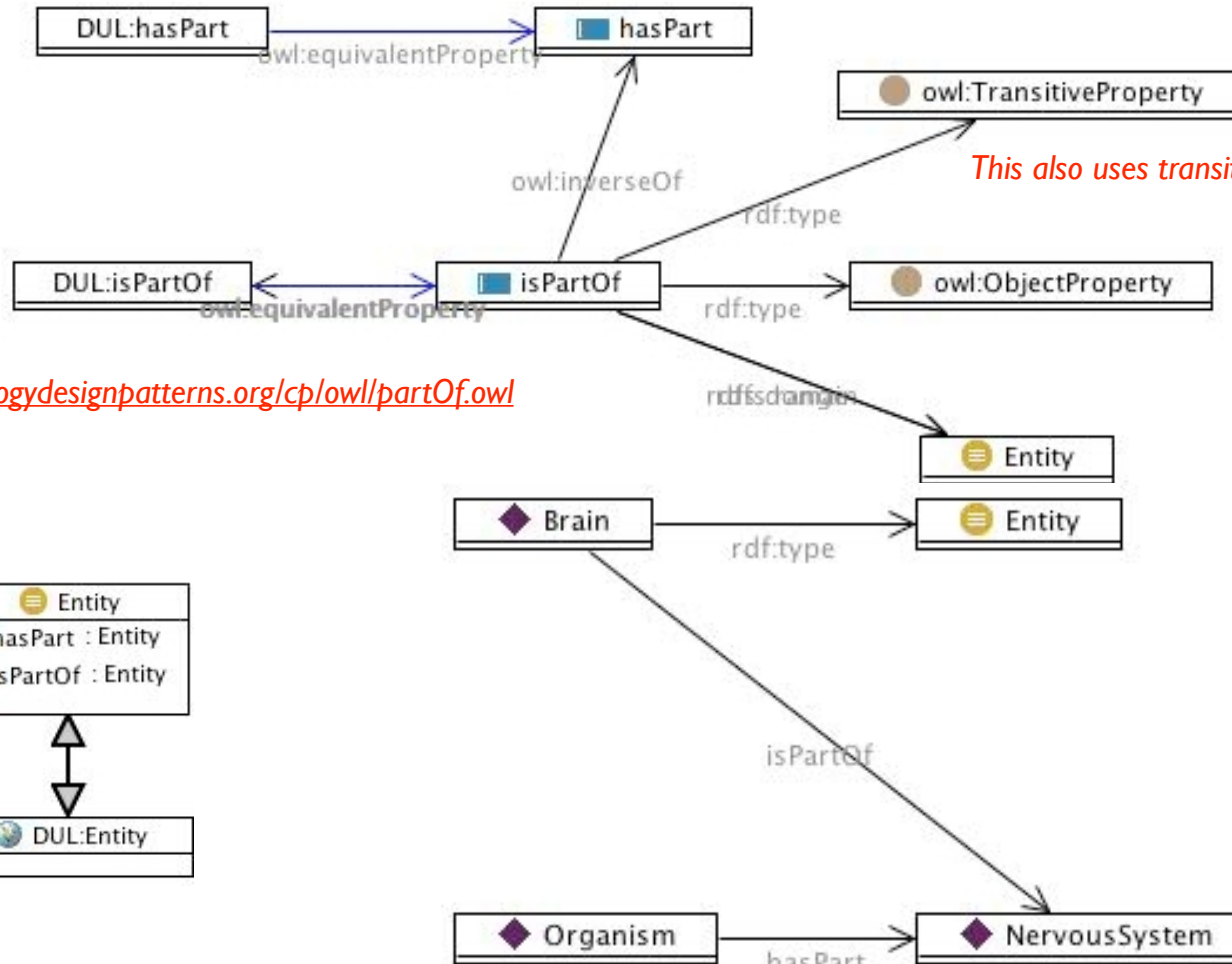 DUL:hasPart
owl:equivalentProperty
hasPart
owl:TransitiveProperty
owl:inverseOf
This also uses transit
rdf:type
DUL:isPartOf
owl:equivalentProperty
isPartOf
rdf:type
owl:ObjectProperty
ogydesignpatterns.org/cp/owl/partOf.owl
Entity
Brain
rdf:type
Entity
Entity
hasPart : Entity
sPartOf : Entity
isPartOf
DUL:Entity
Organism
hasPart
NervousSystem